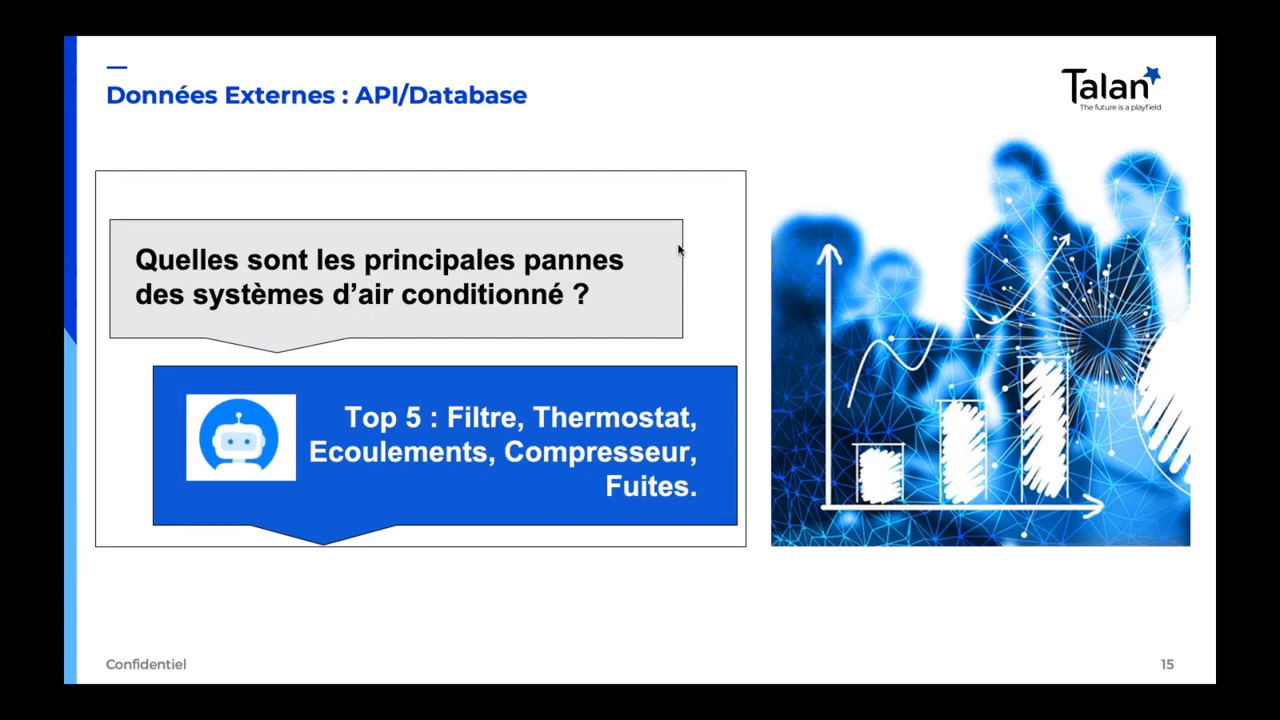 Données Externes : API/Database
Talan
The future is a playfield
Quelles sont les principales pannes
des systèmes d’air conditionné ?
Top 5 : Filtre, Thermostat,
Ecoulements, Compresseur,
Fuites.
Confidentiel
15